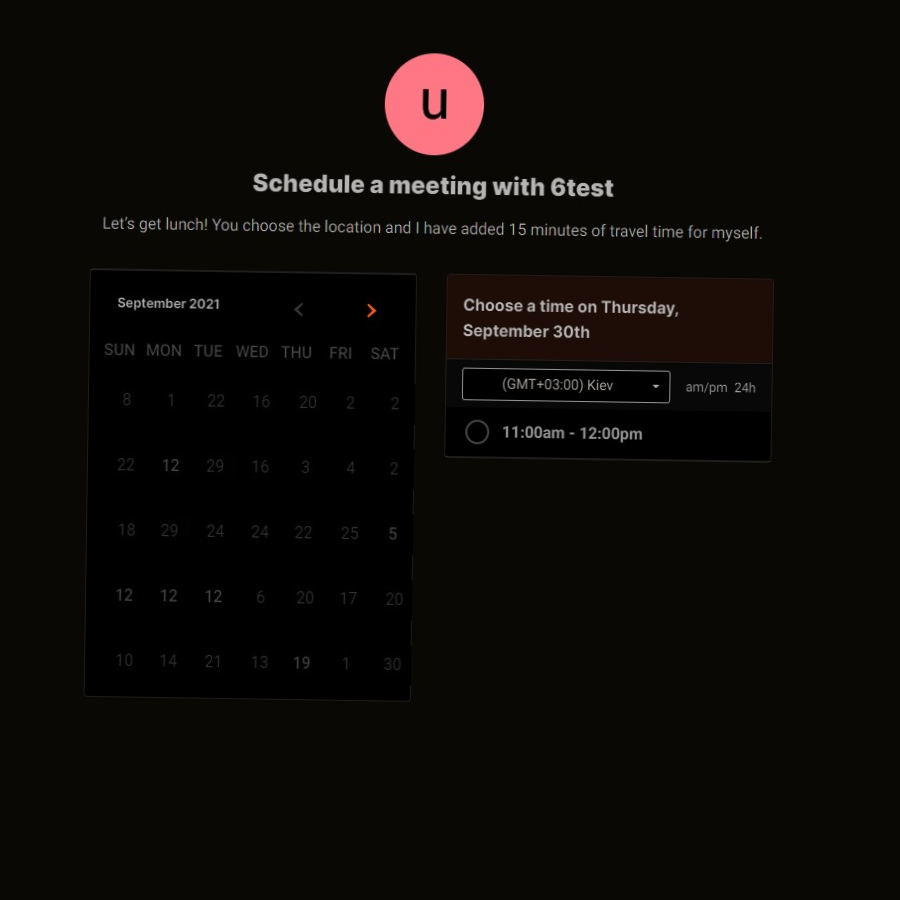 u
Schedule a meeting with 6test
Let's get lunch! You choose the location and I have added 15 minutes of travel time for myself.
September 2021
SUN MON TUE WED THU FRI SAT
8 1 22 16 20 2 2
22 12 29 16 3 4 2
18 29 24 24 22 25 5
12 12 12 6 20 17 20
10 14 21 13 19 1 30
Choose a time on Thursday,
September 30th
(GMT+03:00) Kiev
am/pm 24h
11:00am - 12:00pm